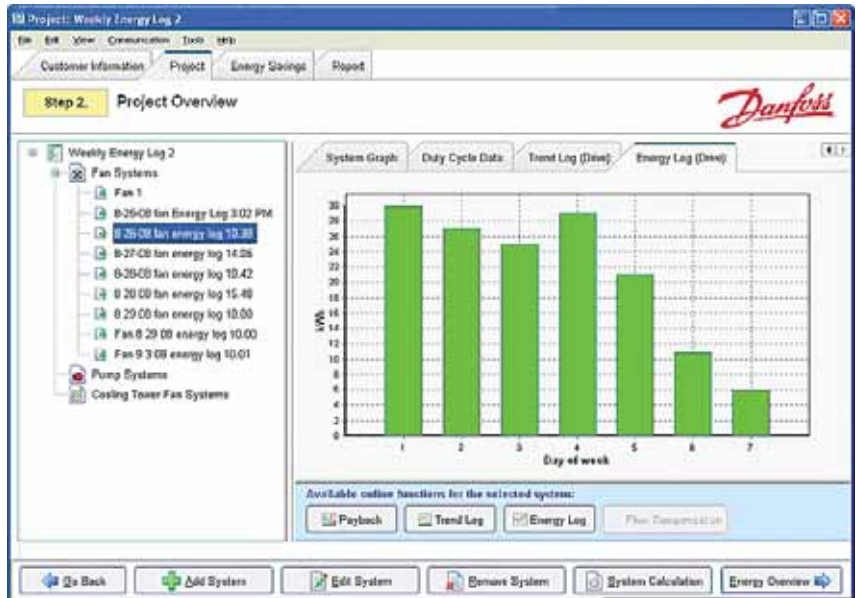 Project: Weekly Energy Log 2
File Edit View Communication Tools Help
Customer Information Project Energy Savings Report
Step 2. Project Overview
Danfoss
Weekly Energy Log 2
Fan Systems
Fan 1
8-26-08 fan Energy Log 3:02 PM
8-26-08 fan energy log 10.38
8-27-08 fan energy log 14.06
8-28-08 fan energy log 10.42
8 28 08 fan energy log 15.48
8 29 08 fan energy log 10.00
Fan 8 29 08 energy log 10.00
Fan 9 3 08 energy log 10.01
Pump Systems
Cooling Tower Fan Systems
System Graph Duty Cycle Data Trend Log (Drive) Energy Log (Drive)
30
28
26
24
22
20
18
16
14
12
10
8
6
4
2
0
kWh
1 2 3 4 5 6 7
Day of week
Available online functions for the selected system:
Payback Trend Log Energy Log Flow Compensation
Go Back Add System Edit System Remove System System Calculation Energy Overview